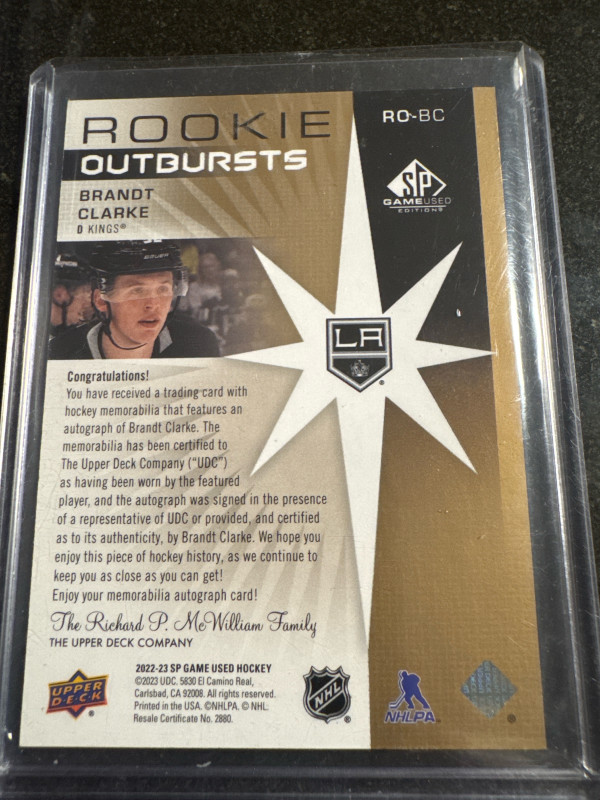 ROOKIE
OUTBURSTS
BRANDT
CLARKE
D KINGS®
RO-BC
SP
GAMEUSED
EDITION®
LA
Congratulations!
You have received a trading card with
hockey memorabilia that features an
autograph of Brandt Clarke. The
memorabilia has been certified to
The Upper Deck Company (“UDC”)
as having been worn by the featured
player, and the autograph was signed in the presence
of a representative of UDC or provided, and certified
as to its authenticity, by Brandt Clarke. We hope you
enjoy this piece of hockey history, as we continue to
keep you as close as you can get!
Enjoy your memorabilia autograph card!
The Richard P. McWilliam Family
THE UPPER DECK COMPANY
2022-23 SP GAME USED HOCKEY
©2023 UDC. 5830 El Camino Real,
Carlsbad, CA 92008. All rights reserved.
Printed in the USA. ©NHLPA. © NHL.
Resale Certificate No. 2880.
UPPER
DECK
NHL
NHLPA